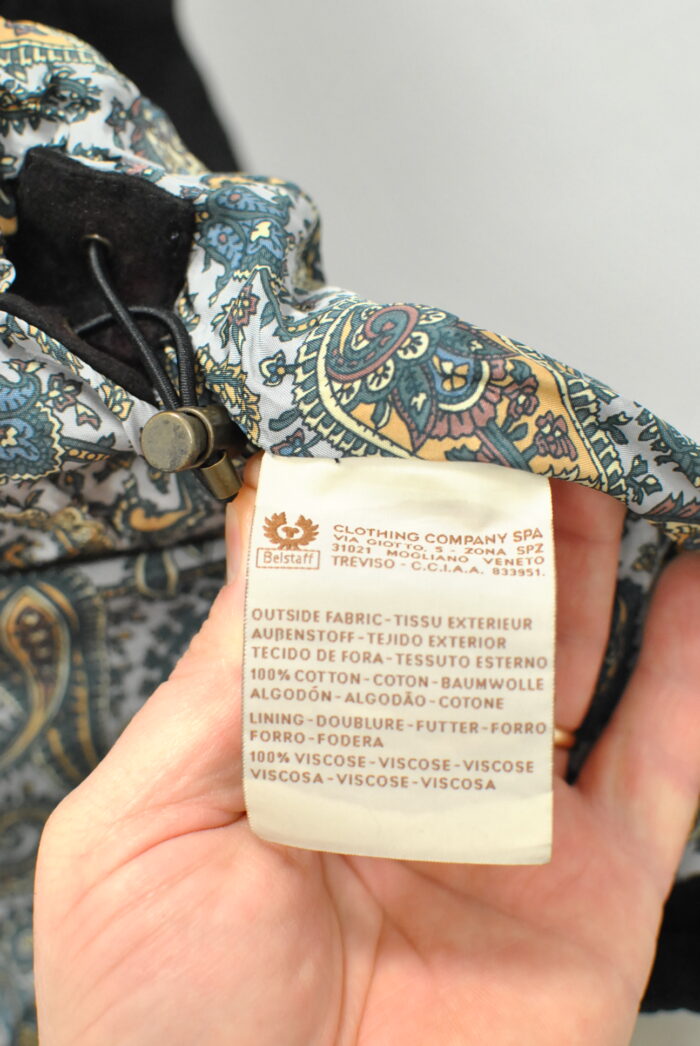 Belstaff
CLOTHING COMPANY SPA
VIA GIOTTO, 5 - ZONA SPZ
31021 MOGLIANO VENETO
TREVISO - C.C.I.A.A. 833951.
OUTSIDE FABRIC-TISSU EXTERIEUR
AUßENSTOFF-TEJIDO EXTERIOR
TECIDO DE FORA-TESSUTO ESTERNO
100% COTTON-COTON-BAUMWOLLE
ALGODÓN-ALGODÃO-COTONE
LINING-DOUBLURE-FUTTER-FORRO
FORRO-FODERA
100% VISCOSE-VISCOSE-VISCOSE
VISCOSA-VISCOSE-VISCOSA